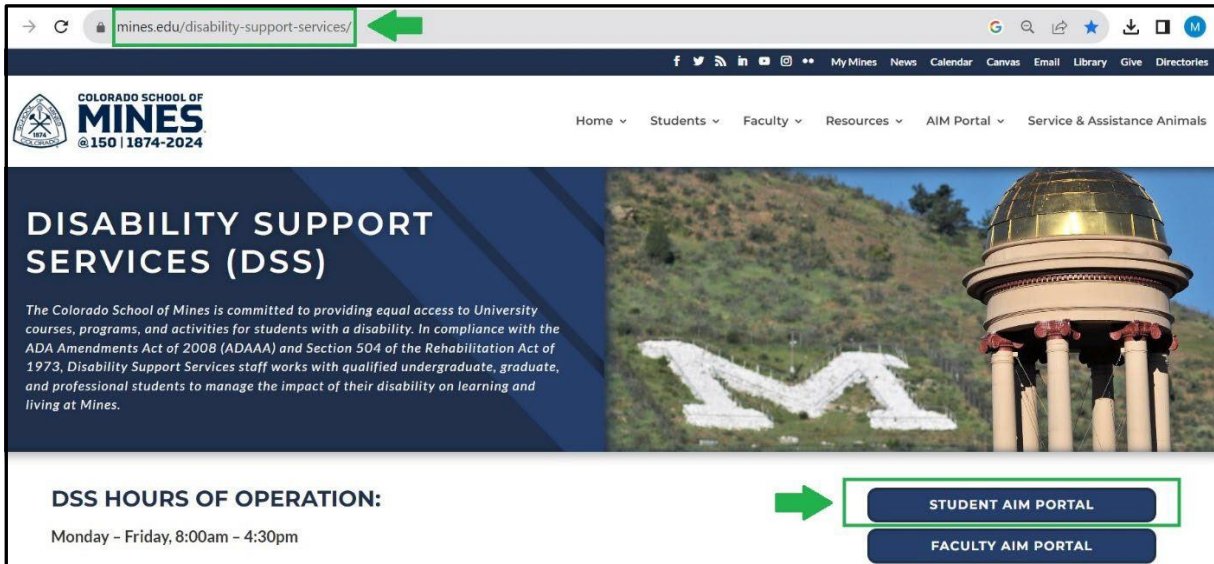 mines.edu/disability-support-services/
G
M
f in My Mines News Calendar Canvas Email Library Give Directories
COLORADO SCHOOL OF
MINES
@150 | 1874-2024
1874
COLORADO
Home Students Faculty Resources AIM Portal Service & Assistance Animals
DISABILITY SUPPORT
SERVICES (DSS)
The Colorado School of Mines is committed to providing equal access to University
courses, programs, and activities for students with a disability. In compliance with the
ADA Amendments Act of 2008 (ADAAA) and Section 504 of the Rehabilitation Act of
1973, Disability Support Services staff works with qualified undergraduate, graduate,
and professional students to manage the impact of their disability on learning and
living at Mines.
M
DSS HOURS OF OPERATION:
Monday – Friday, 8:00am – 4:30pm
STUDENT AIM PORTAL
FACULTY AIM PORTAL